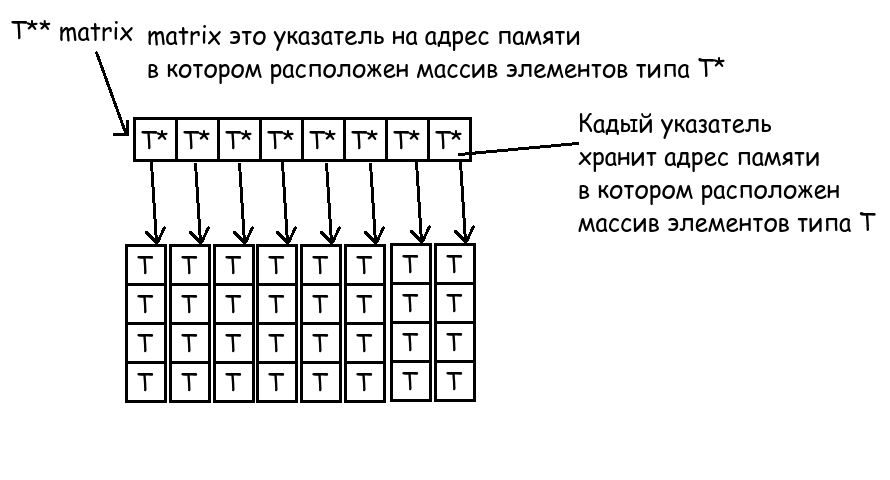 T** matrix
matrix это указатель на адрес памяти
в котором расположен массив элементов типа T*
T* T* T* T* T* T* T* T*
Кадый указатель
хранит адрес памяти
в котором расположен
массив элементов типа T
T T T T T T T T
T T T T T T T T
T T T T T T T T
T T T T T T T T